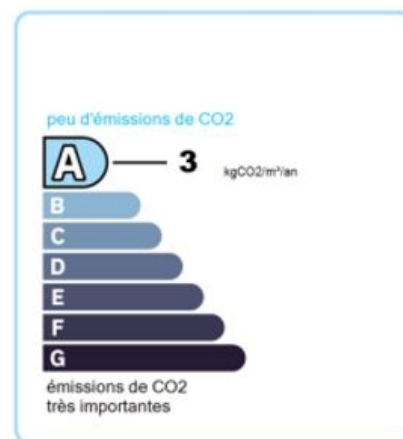 peu d'émissions de CO2
A 3 kgCO2/m²/an
B
C
D
E
F
G
émissions de CO2
très importantes